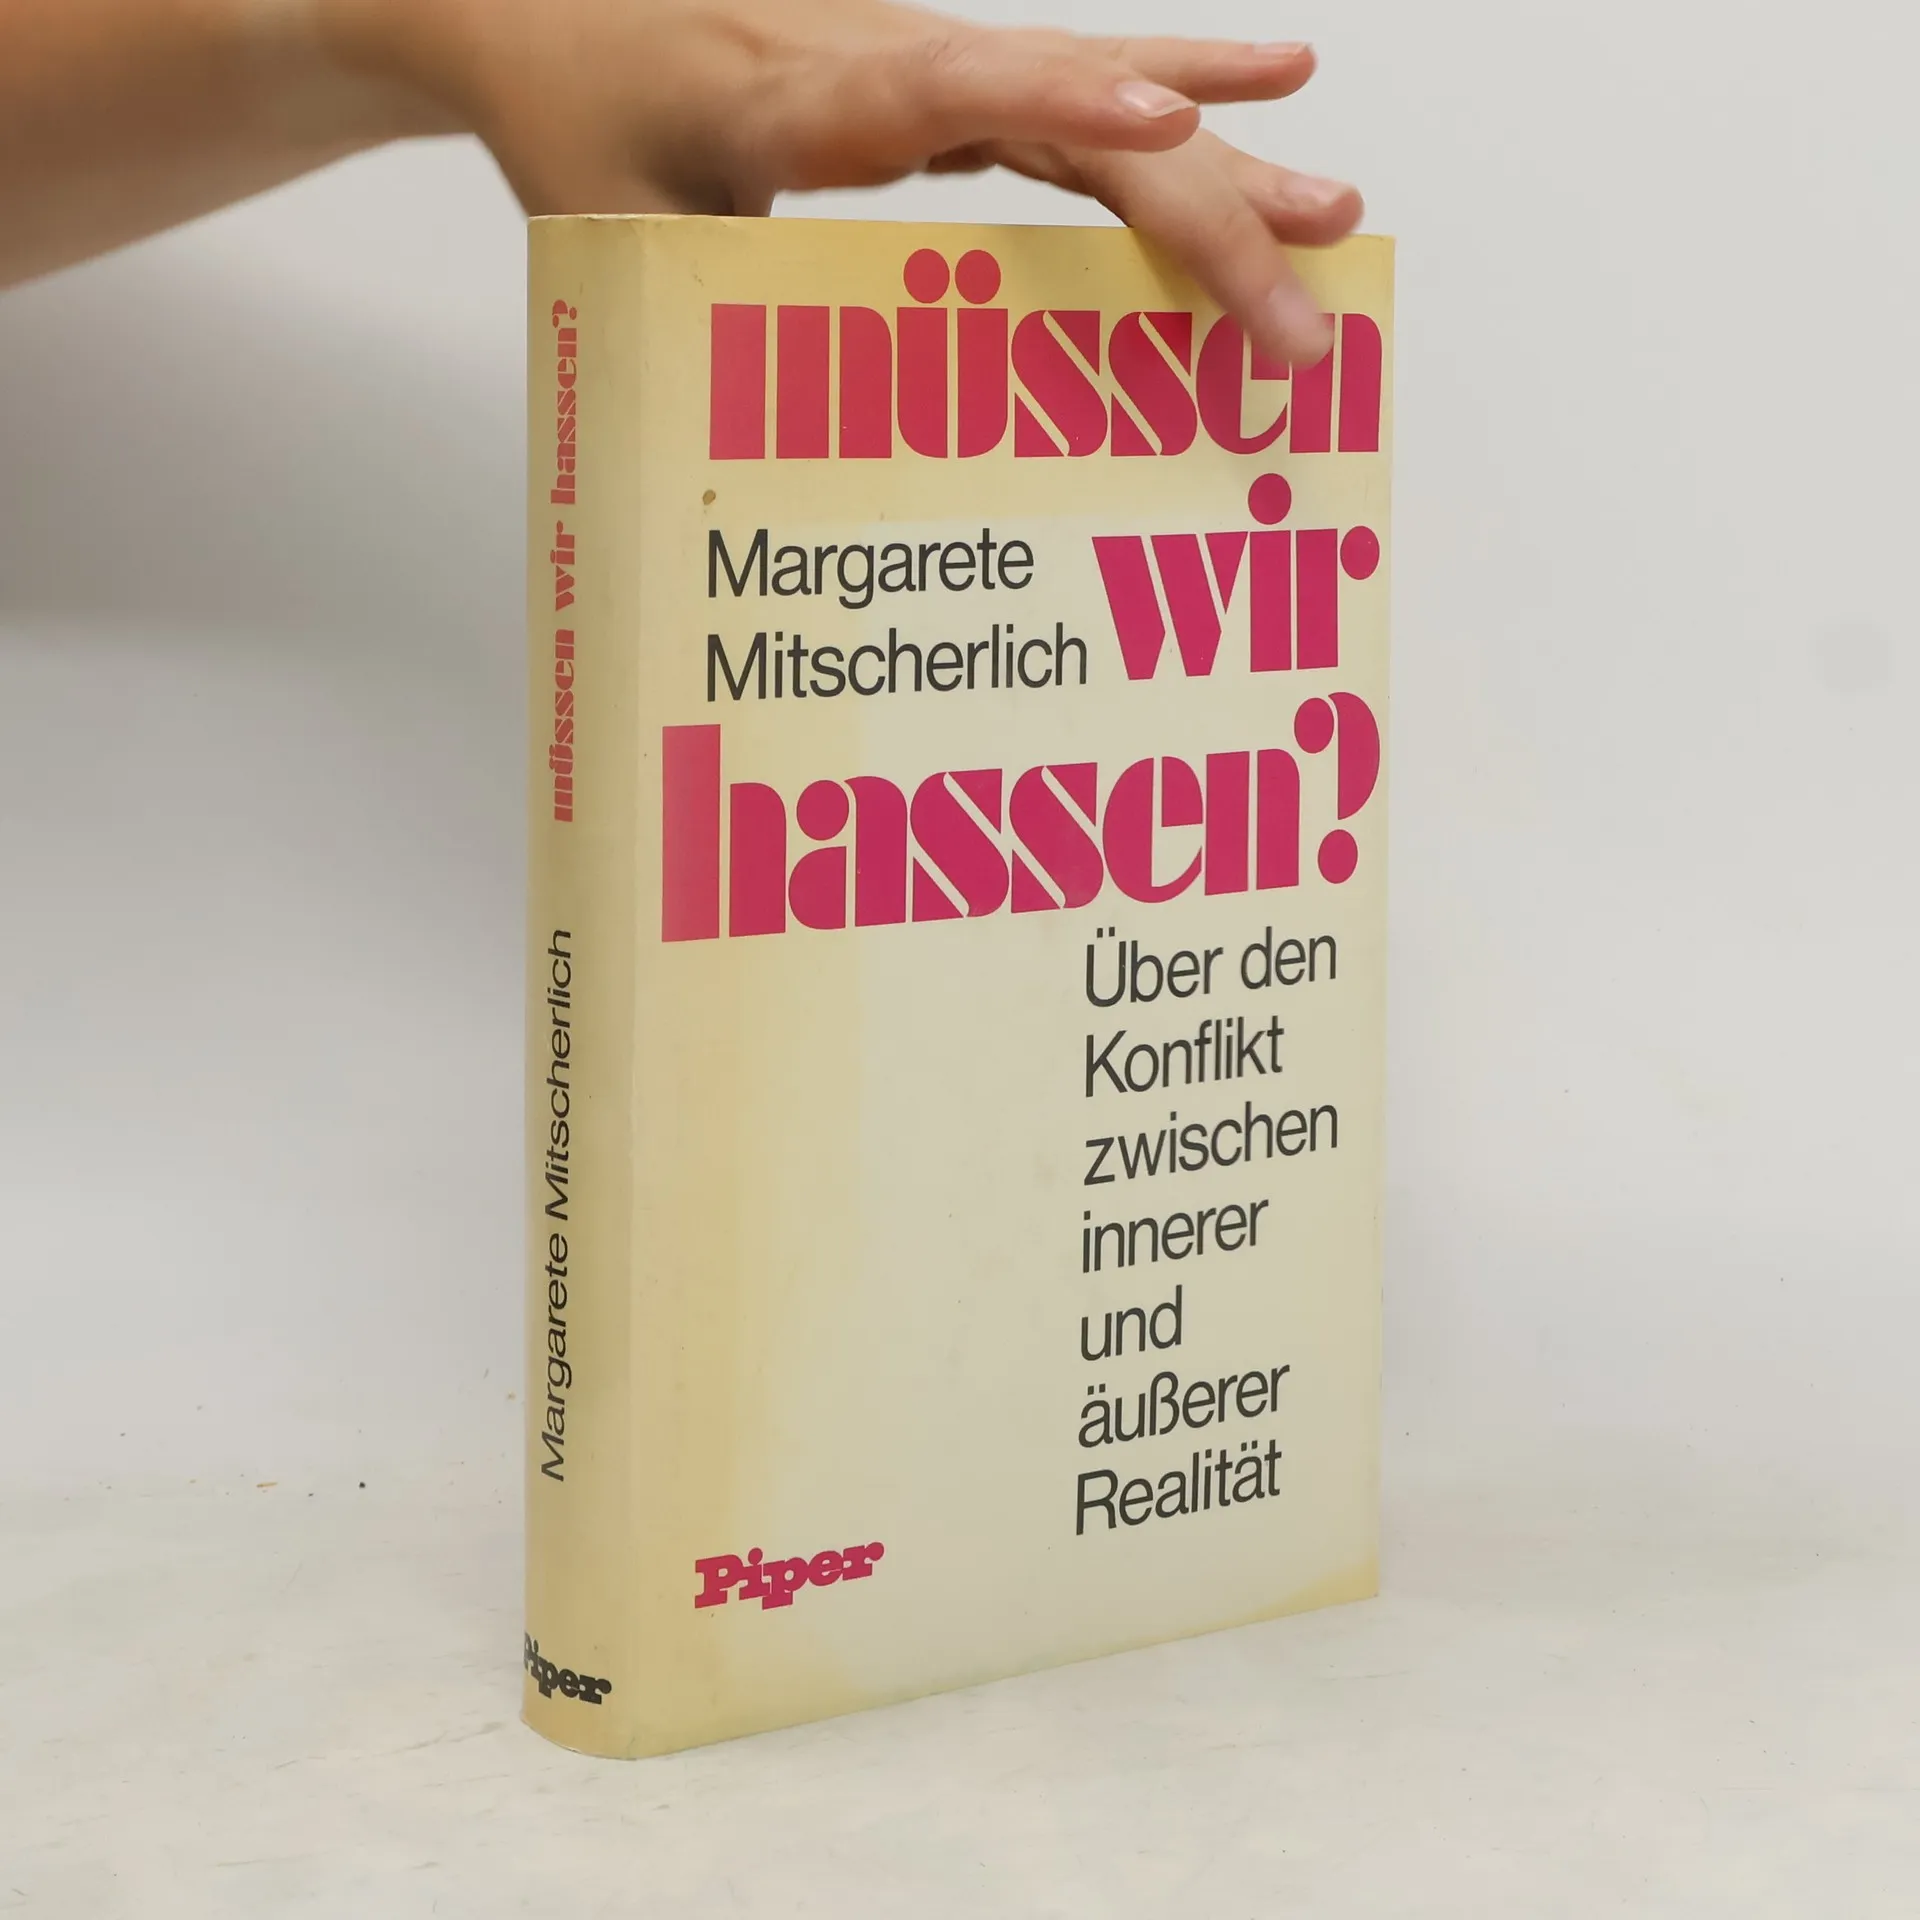 müssen
Margarete
wir
Mitscherlich
hassen?
Über den
Konflikt
zwischen
innerer
und
äußerer
Realität
Piper
Margarete Mitscherlich müssen wir hassen?
Piper